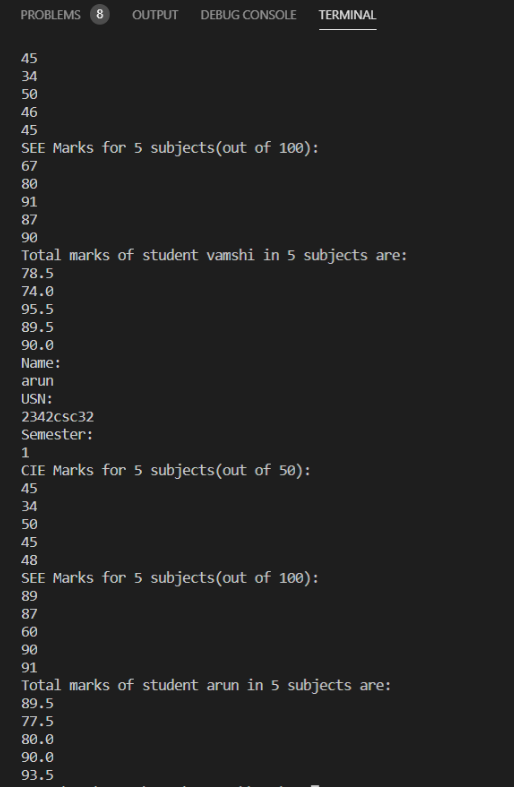 PROBLEMS 8 OUTPUT DEBUG CONSOLE TERMINAL
45
34
50
46
45
SEE Marks for 5 subjects(out of 100):
67
80
91
87
90
Total marks of student vamshi in 5 subjects are:
78.5
74.0
95.5
89.5
90.0
Name:
arun
USN:
2342csc32
Semester:
1
CIE Marks for 5 subjects(out of 50):
45
34
50
45
48
SEE Marks for 5 subjects(out of 100):
89
87
60
90
91
Total marks of student arun in 5 subjects are:
89.5
77.5
80.0
90.0
93.5